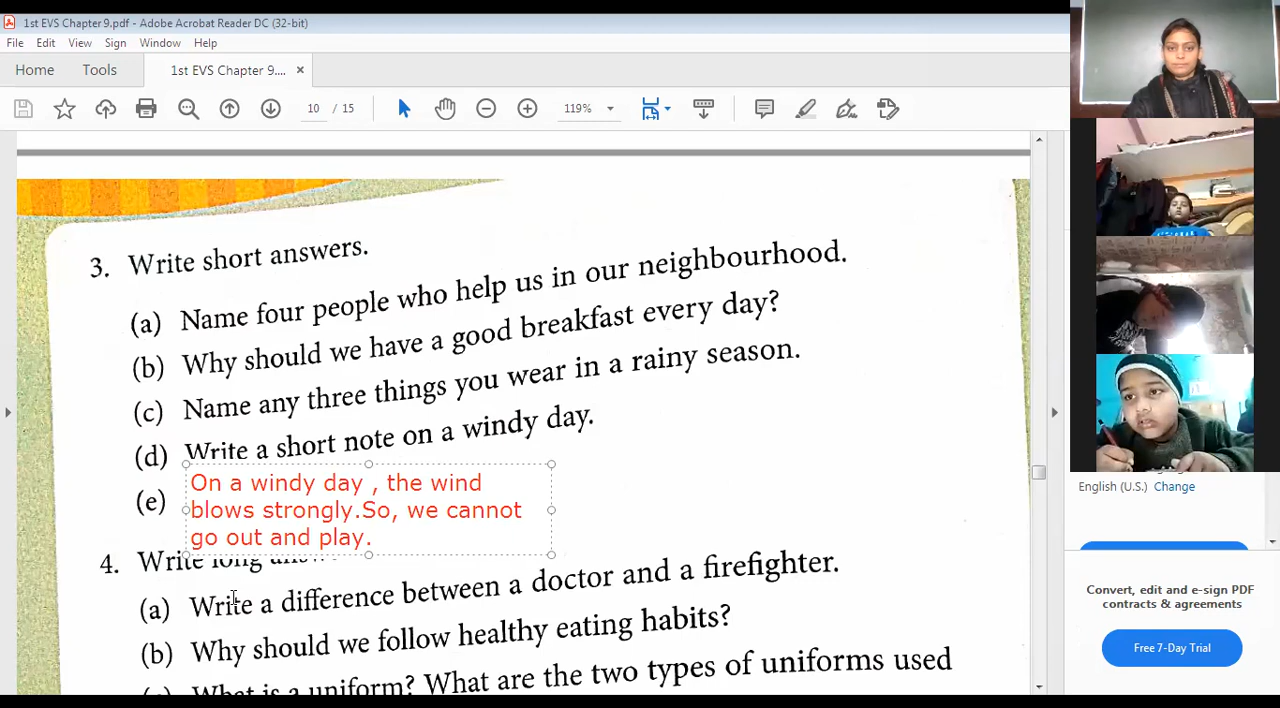 1st EVS Chapter 9.pdf - Adobe Acrobat Reader DC (32-bit)
File Edit View Sign Window Help
Home Tools 1st EVS Chapter 9.... ×
10 / 15 119%
3. Write short answers.
(a) Name four people who help us in our neighbourhood.
(b) Why should we have a good breakfast every day?
(c) Name any three things you wear in a rainy season.
(d) Write a short note on a windy day.
(e)
On a windy day , the wind
blows strongly.So, we cannot
go out and play.
4. Write long
(a) Write a difference between a doctor and a firefighter.
(b) Why should we follow healthy eating habits?
What is a uniform? What are the two types of uniforms used
English (U.S.) Change
Convert, edit and e-sign PDF
contracts & agreements
Free 7-Day Trial